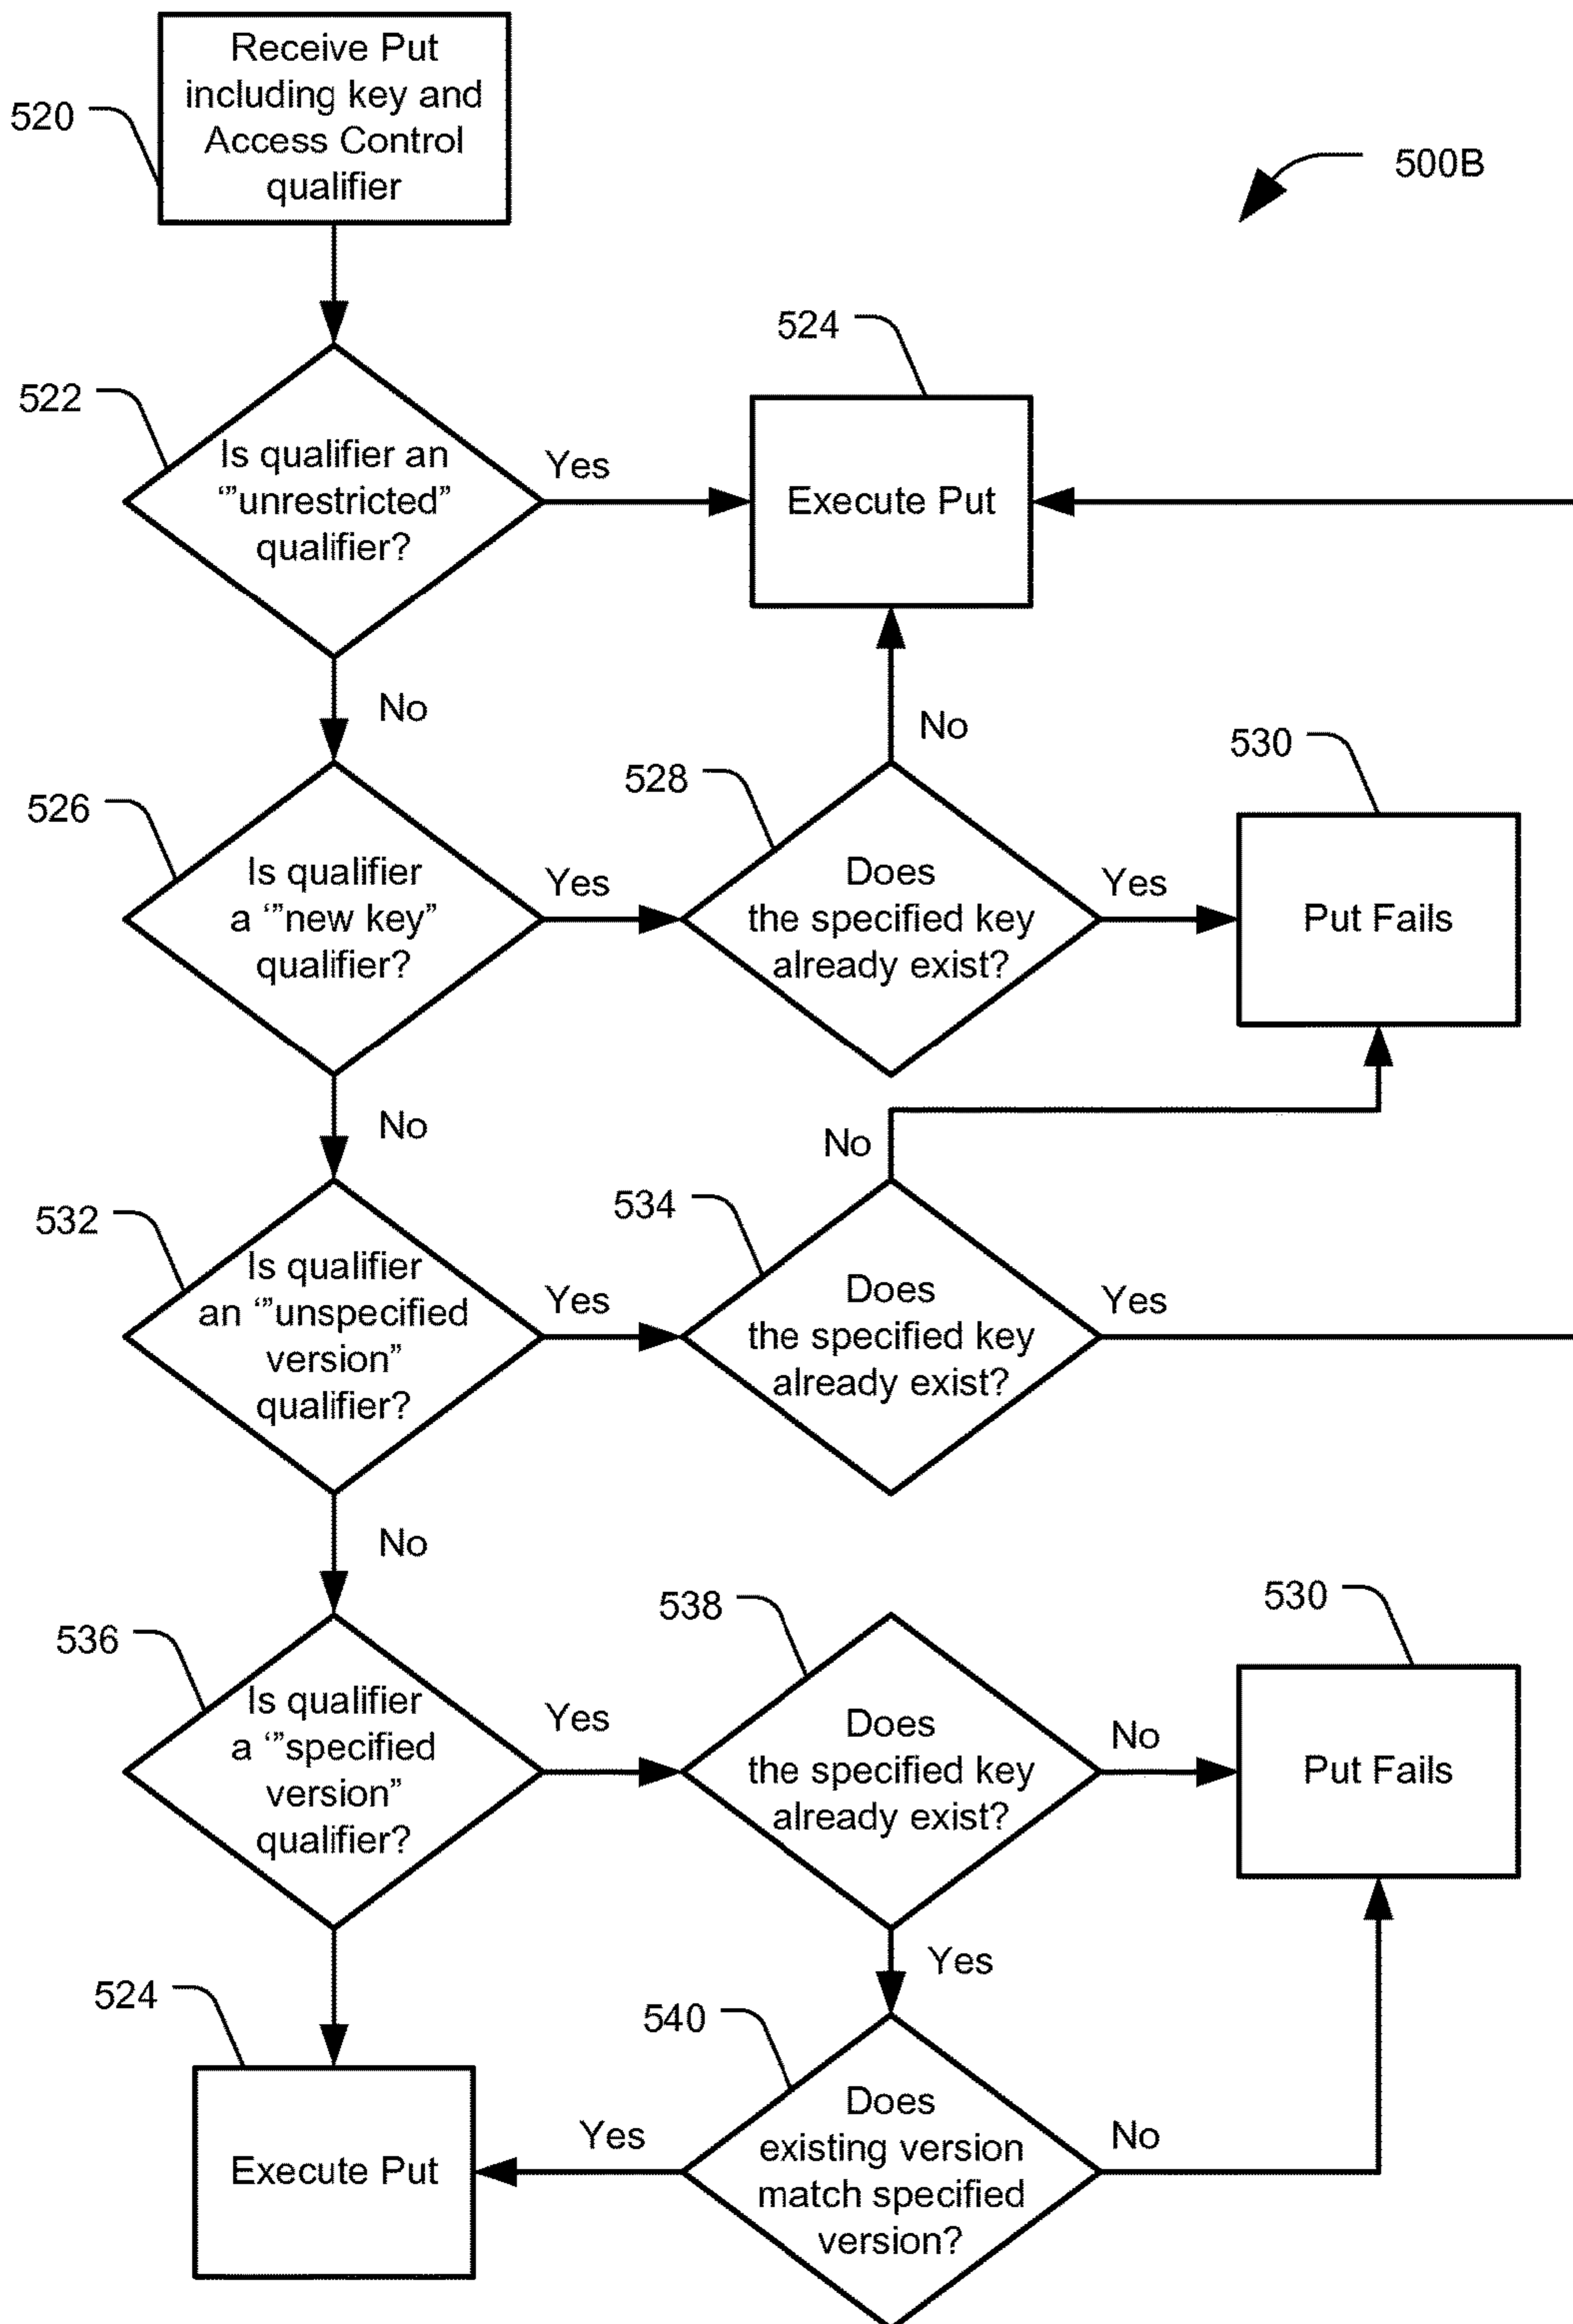 Receive Put
including key and
Access Control
qualifier
520
500B
524
522
Is qualifier an
‘”unrestricted”
qualifier?
Yes
Execute Put
No
No
530
526
528
Is qualifier
a ‘”new key”
qualifier?
Yes
Does
the specified key
already exist?
Yes
Put Fails
No
No
532
534
Is qualifier
an ‘”unspecified
version”
qualifier?
Yes
Does
the specified key
already exist?
Yes
No
536
538
530
Is qualifier
a ‘”specified
version”
qualifier?
Yes
Does
the specified key
already exist?
No
Put Fails
Yes
524
540
Execute Put
Yes
Does
existing version
match specified
version?
No